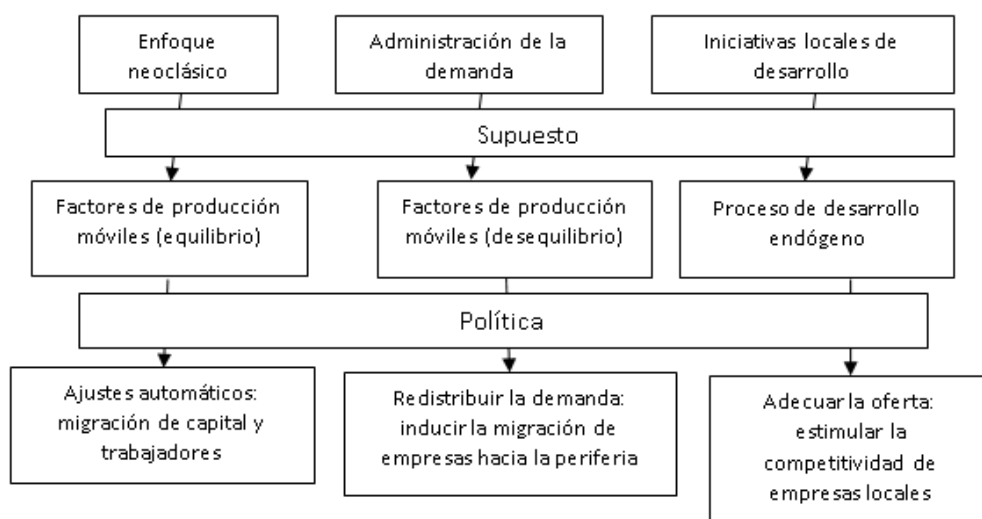 Enfoque
neoclásico
Administración de la
demanda
Iniciativas locales de
desarrollo
Supuesto
Factores de producción
móviles (equilibrio)
Factores de producción
móviles (desequilibrio)
Proceso de desarrollo
endógeno
Política
Ajustes automáticos:
migración de capital y
trabajadores
Redistribuir la demanda:
inducir la migración de
empresas hacia la periferia
Adecuar la oferta:
estimular la
competitividad de
empresas locales